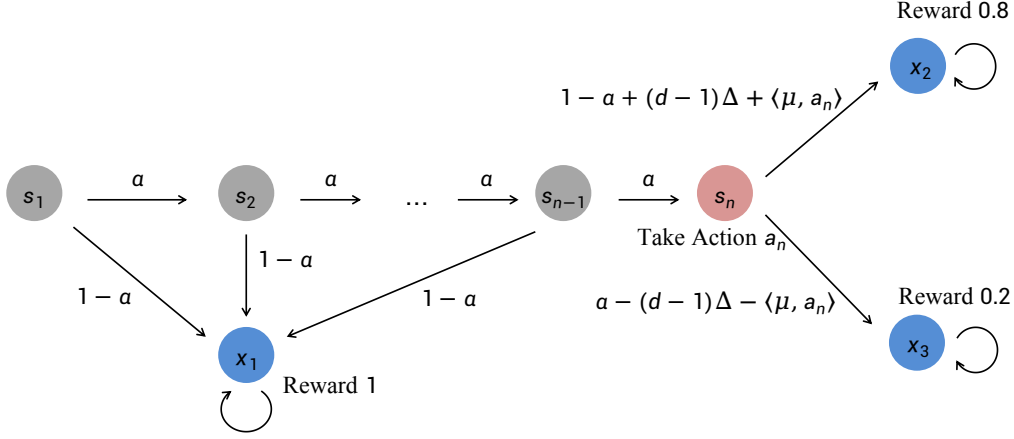 Reward 0.8
x₂
1 − α + (d − 1)Δ + ⟨μ, aₙ⟩
s₁
α
s₂
α
...
α
sₙ₋₁
α
sₙ
Take Action aₙ
1 − α
1 − α
1 − α
α − (d − 1)Δ − ⟨μ, aₙ⟩
Reward 0.2
x₃
x₁
Reward 1